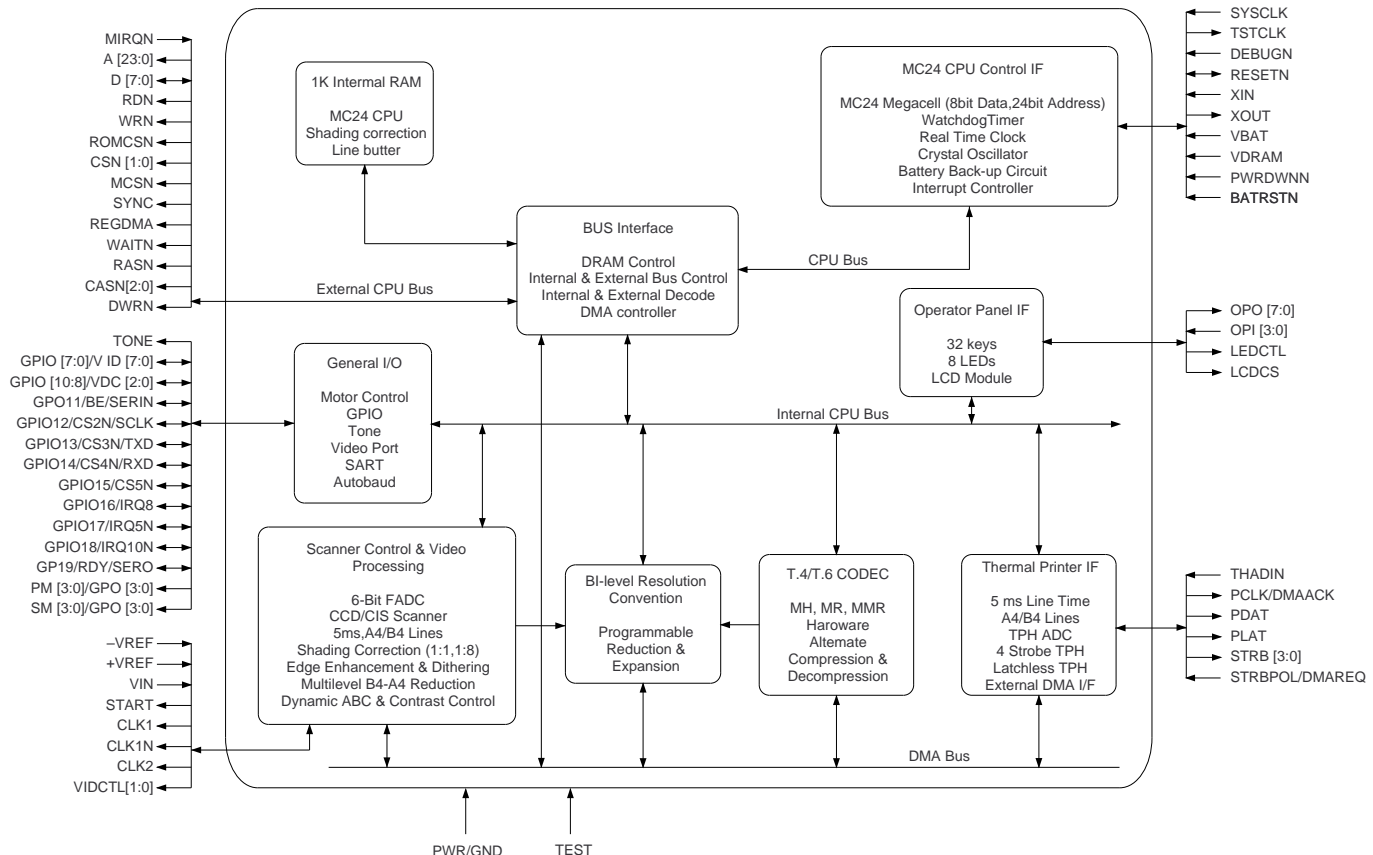 MIRQN
A [23:0]
D [7:0]
RDN
WRN
ROMCSN
CSN [1:0]
MCSN
SYNC
REGDMA
WAITN
RASN
CASN[2:0]
DWRN
TONE
GPIO [7:0]/V ID [7:0]
GPIO [10:8]/VDC [2:0]
GPO11/BE/SERIN
GPIO12/CS2N/SCLK
GPIO13/CS3N/TXD
GPIO14/CS4N/RXD
GPIO15/CS5N
GPIO16/IRQ8
GPIO17/IRQ5N
GPIO18/IRQ10N
GP19/RDY/SERO
PM [3:0]/GPO [3:0]
SM [3:0]/GPO [3:0]
–VREF
+VREF
VIN
START
CLK1
CLK1N
CLK2
VIDCTL[1:0]
1K Internal RAM
MC24 CPU
Shading correction
Line butter
External CPU Bus
BUS Interface
DRAM Control
Internal & External Bus Control
Internal & External Decode
DMA controller
CPU Bus
MC24 CPU Control IF
MC24 Megacell (8bit Data,24bit Address)
WatchdogTimer
Real Time Clock
Crystal Oscillator
Battery Back-up Circuit
Interrupt Controller
Operator Panel IF
32 keys
8 LEDs
LCD Module
General I/O
Motor Control
GPIO
Tone
Video Port
SART
Autobaud
Internal CPU Bus
Scanner Control & Video
Processing
6-Bit FADC
CCD/CIS Scanner
5ms,A4/B4 Lines
Shading Correction (1:1,1:8)
Edge Enhancement & Dithering
Multilevel B4-A4 Reduction
Dynamic ABC & Contrast Control
BI-level Resolution
Convention
Programmable
Reduction &
Expansion
T.4/T.6 CODEC
MH, MR, MMR
Hardware
Altemate
Compression &
Decompression
Thermal Printer IF
5 ms Line Time
A4/B4 Lines
TPH ADC
4 Strobe TPH
Latchless TPH
External DMA I/F
DMA Bus
PWR/GND
TEST
SYSCLK
TSTCLK
DEBUGN
RESETN
XIN
XOUT
VBAT
VDRAM
PWRDWNN
BATRSTN
OPO [7:0]
OPI [3:0]
LEDCTL
LCDCS
THADIN
PCLK/DMAACK
PDAT
PLAT
STRB [3:0]
STRBPOL/DMAREQ